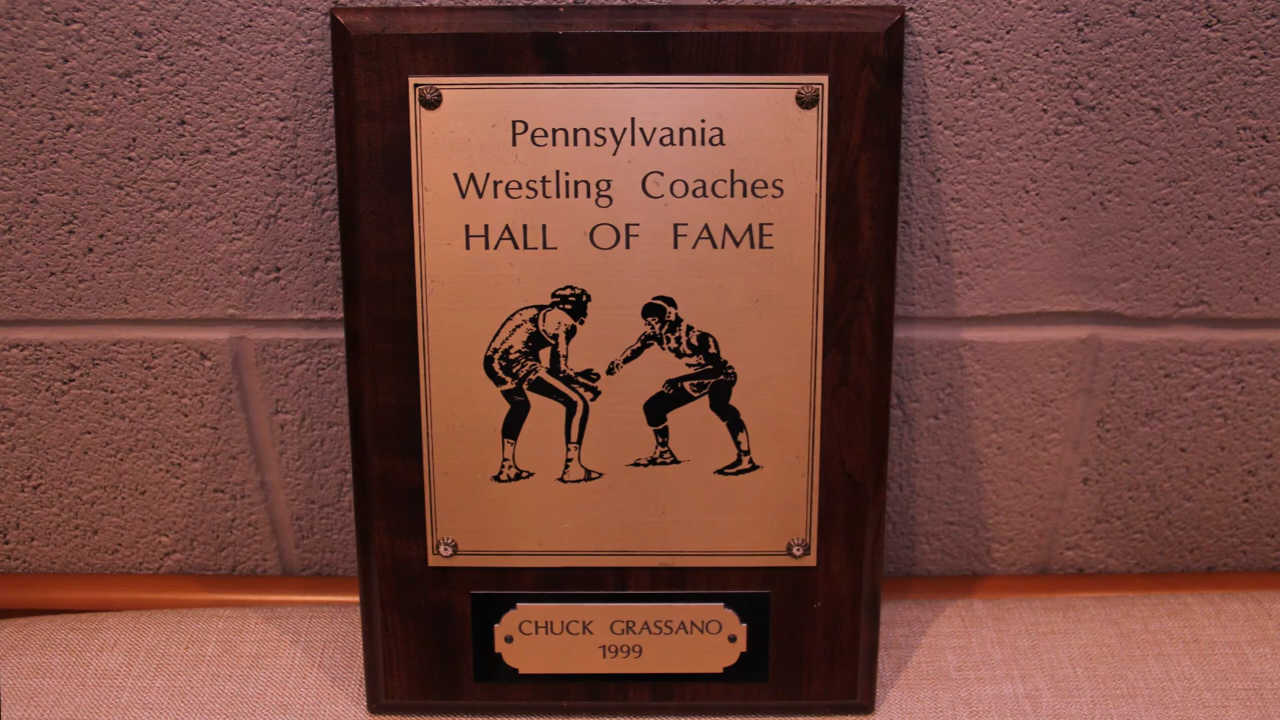 Pennsylvania
Wrestling Coaches
HALL OF FAME
CHUCK GRASSANO
1999